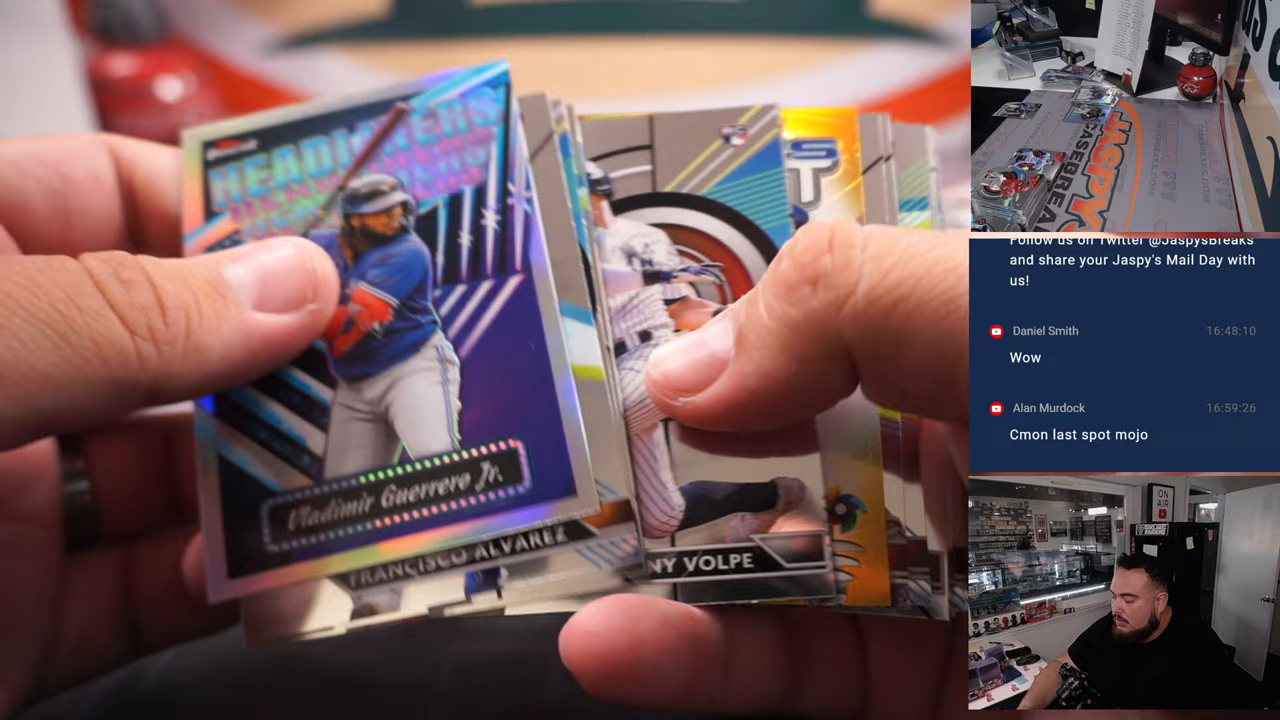 HEADLINERS
Vladimir Guerrero Jr.
FRANCISCO ALVAREZ
NY VOLPE
JASPY
CASEBREA
Follow us on Twitter @JaspysBreaks
and share your Jaspy's Mail Day with
us!
Daniel Smith 16:48:10
Wow
Alan Murdock 16:59:26
Cmon last spot mojo
ON
AIR